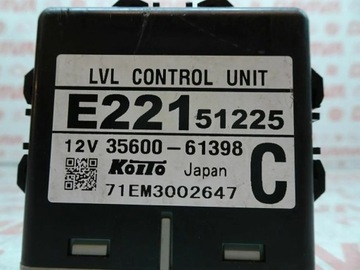 LVL CONTROL UNIT
E221 51225
12V 35600-61398
KOITO Japan C
71EM3002647